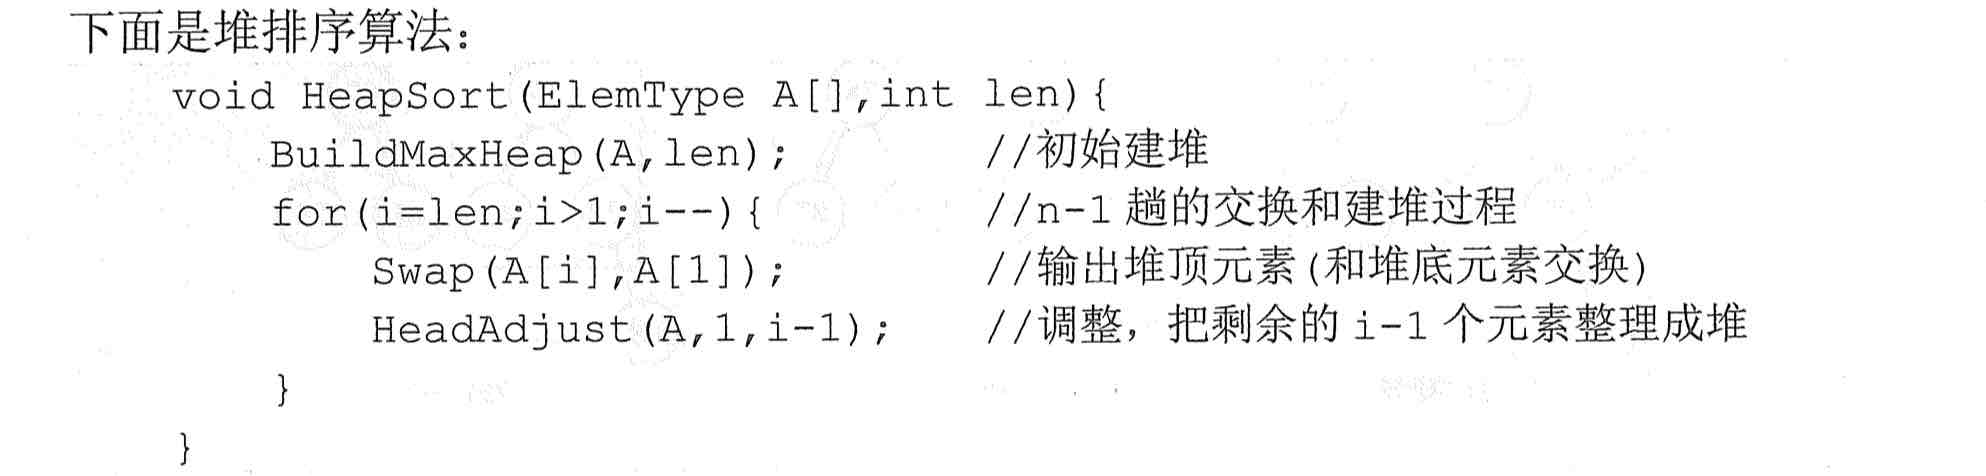 下面是堆排序算法：
void HeapSort(ElemType A[],int len){
BuildMaxHeap(A,len); //初始建堆
for(i=len;i>1;i--){ //n-1 趟的交换和建堆过程
Swap(A[i],A[1]); //输出堆顶元素(和堆底元素交换)
HeadAdjust(A,1,i-1); //调整，把剩余的 i-1 个元素整理成堆
}
}